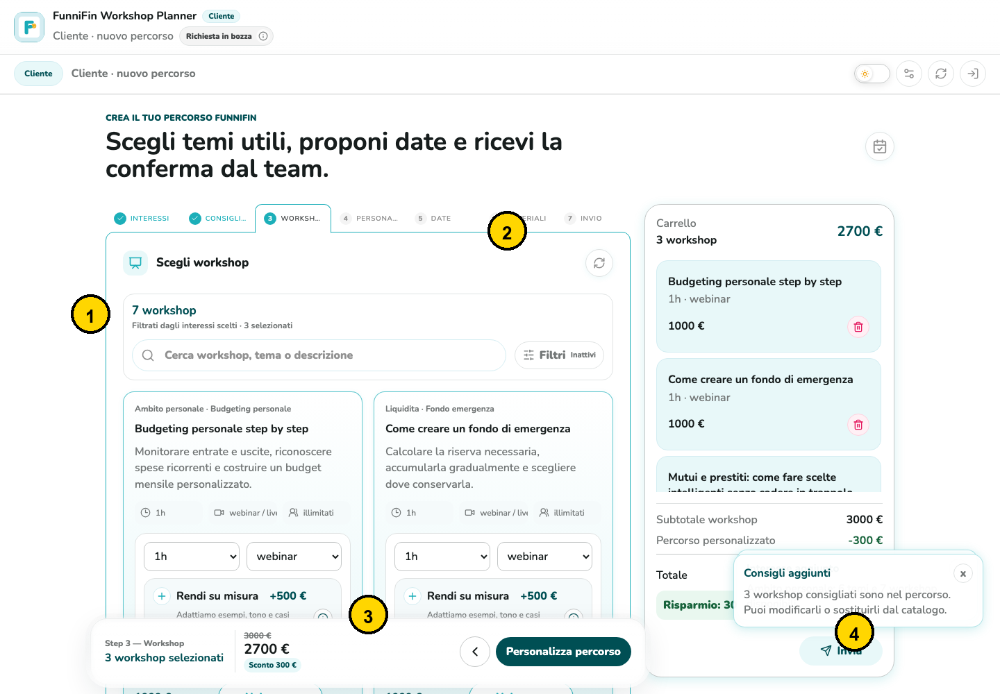 FunniFin Workshop Planner Cliente
Cliente · nuovo percorso Richiesta in bozza
Cliente Cliente · nuovo percorso
CREA IL TUO PERCORSO FUNNIFIN
Scegli temi utili, proponi date e ricevi la
conferma dal team.
INTERESSI CONSIGLI... 3 WORKSH... 4 PERSONA... 5 DATE ERIALI 7 INVIO
2
Scegli workshop
1
7 workshop
Filtrati dagli interessi scelti · 3 selezionati
Cerca workshop, tema o descrizione Filtri Inattivi
Ambito personale · Budgeting personale
Budgeting personale step by step
Monitorare entrate e uscite, riconoscere
spese ricorrenti e costruire un budget
mensile personalizzato.
1h webinar / live illimitati
1h webinar
Rendi su misura +500 €
Adattiamo esempi, tono e casi
Liquidita · Fondo emergenza
Come creare un fondo di emergenza
Calcolare la riserva necessaria,
accumularla gradualmente e scegliere
dove conservarla.
1h webinar / live illimitati
1h webinar
Rendi su misura +500 €
Adattiamo esempi, tono e casi
3
Step 3 — Workshop
3 workshop selezionati
3000 €
2700 €
Sconto 300 €
Personalizza percorso
Carrello
3 workshop
2700 €
Budgeting personale step by step
1h · webinar
1000 €
Come creare un fondo di emergenza
1h · webinar
1000 €
Mutui e prestiti: come fare scelte
intelligenti senza cadere in trappola
Subtotale workshop 3000 €
Percorso personalizzato -300 €
Totale
Risparmio: 30
Consigli aggiunti x
3 workshop consigliati sono nel percorso.
Puoi modificarli o sostituirli dal catalogo.
4
Invia